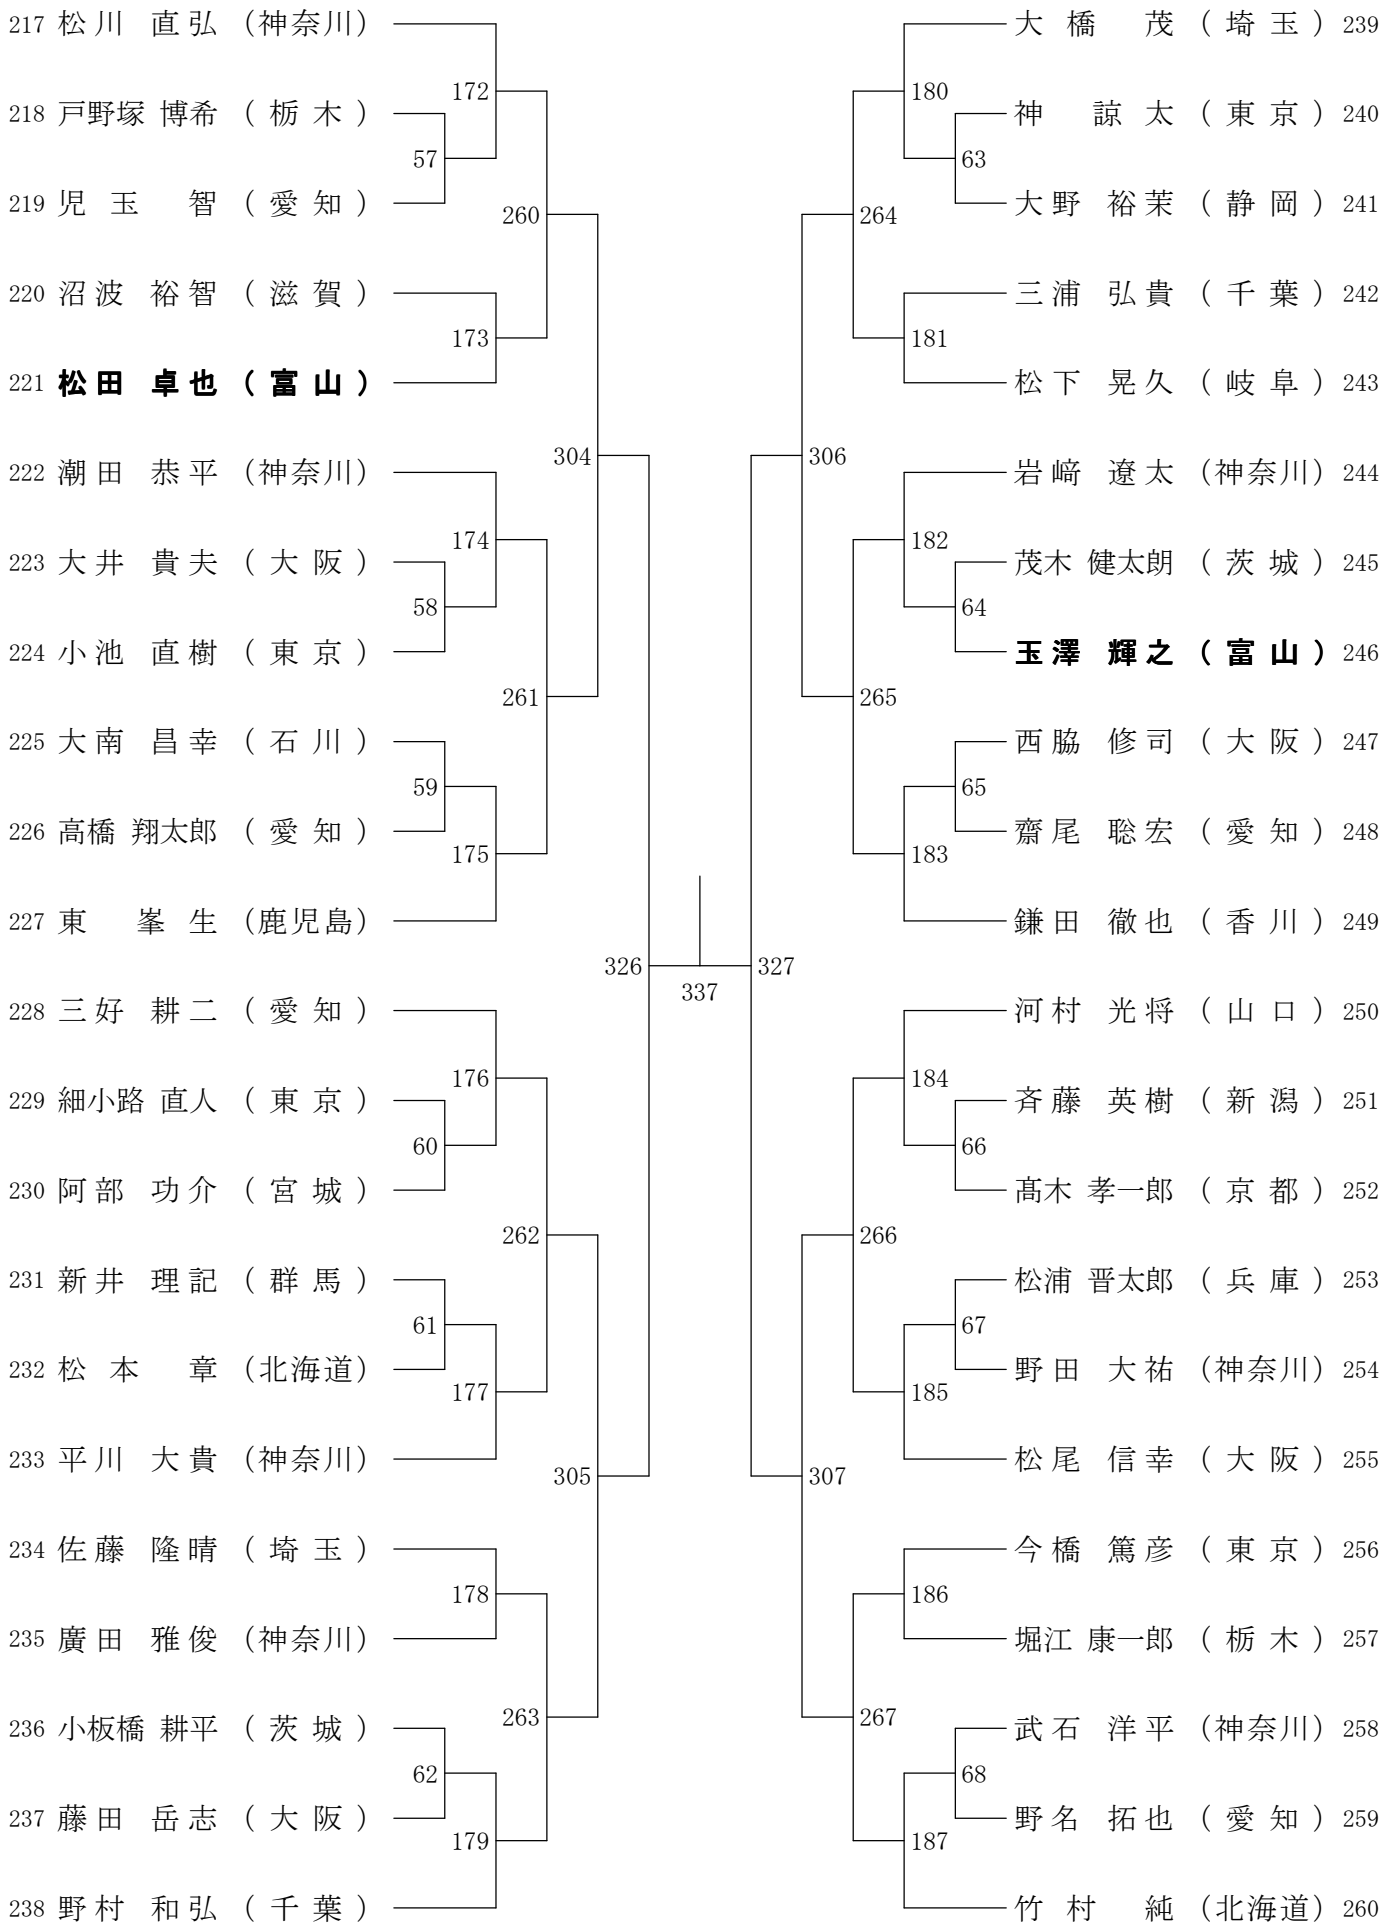 217 松川 直弘 (神奈川)
172
218 戸野塚 博希 (栃木)
57
219 児玉 智 (愛知)
260
220 沼波 裕智 (滋賀)
173
221 松田 卓也 (富山)
304
222 潮田 恭平 (神奈川)
174
223 大井 貴夫 (大阪)
58
224 小池 直樹 (東京)
261
225 大南 昌幸 (石川)
59
226 高橋 翔太郎 (愛知)
175
227 東 峯生 (鹿児島)
326
228 三好 耕二 (愛知)
176
229 細小路 直人 (東京)
60
230 阿部 功介 (宮城)
262
231 新井 理記 (群馬)
61
232 松本 章 (北海道)
177
233 平川 大貴 (神奈川)
305
234 佐藤 隆晴 (埼玉)
178
235 廣田 雅俊 (神奈川)
263
236 小板橋 耕平 (茨城)
62
237 藤田 岳志 (大阪)
179
238 野村 和弘 (千葉)
337
大橋 茂 (埼玉) 239
180
神 諒太 (東京) 240
63
大野 裕茉 (静岡) 241
264
三浦 弘貴 (千葉) 242
181
松下 晃久 (岐阜) 243
306
岩﨑 遼太 (神奈川) 244
182
茂木 健太朗 (茨城) 245
64
玉澤 輝之 (富山) 246
265
西脇 修司 (大阪) 247
65
齋尾 聡宏 (愛知) 248
183
鎌田 徹也 (香川) 249
327
河村 光将 (山口) 250
184
斉藤 英樹 (新潟) 251
66
髙木 孝一郎 (京都) 252
266
松浦 晋太郎 (兵庫) 253
67
野田 大祐 (神奈川) 254
185
松尾 信幸 (大阪) 255
307
今橋 篤彦 (東京) 256
186
堀江 康一郎 (栃木) 257
267
武石 洋平 (神奈川) 258
68
野名 拓也 (愛知) 259
187
竹村 純 (北海道) 260